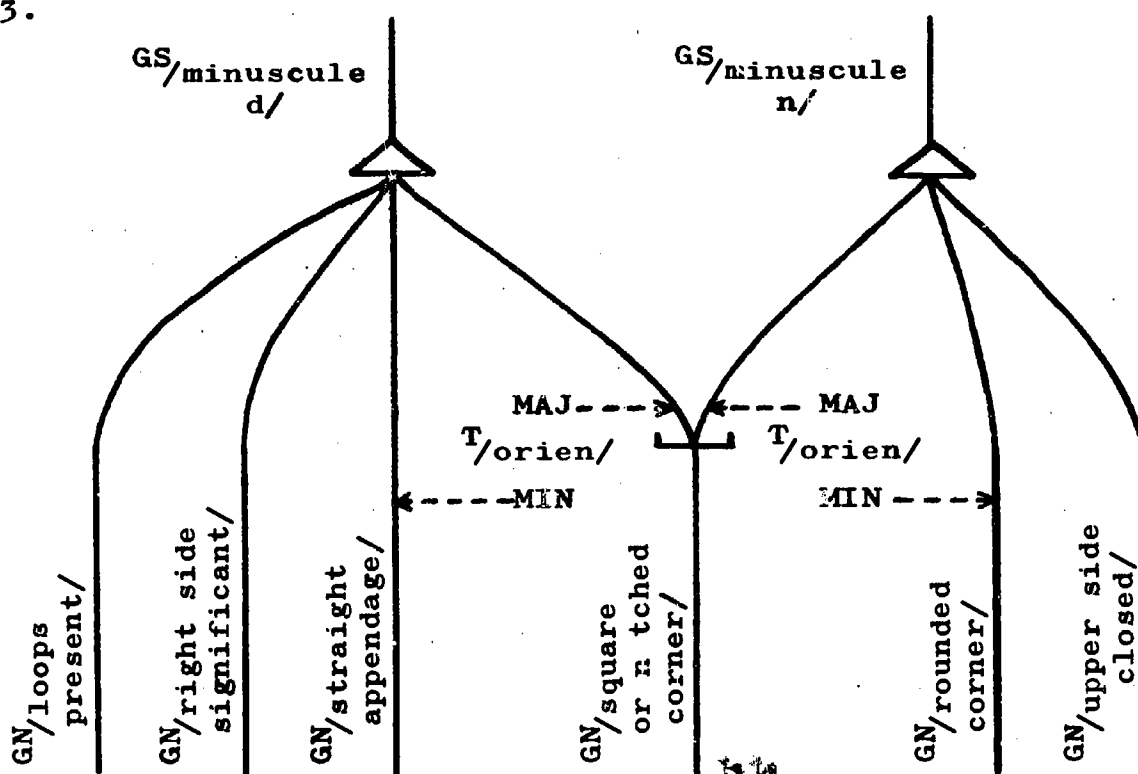 3.
GS/minuscule
d/
GS/minuscule
n/
MAJ
MAJ
T/orien/
T/orien/
MIN
MIN
GN/loops
present/
GN/right side
significant/
GN/straight
appendage/
GN/square
or n tched
corner/
GN/rounded
corner/
GN/upper side
closed/